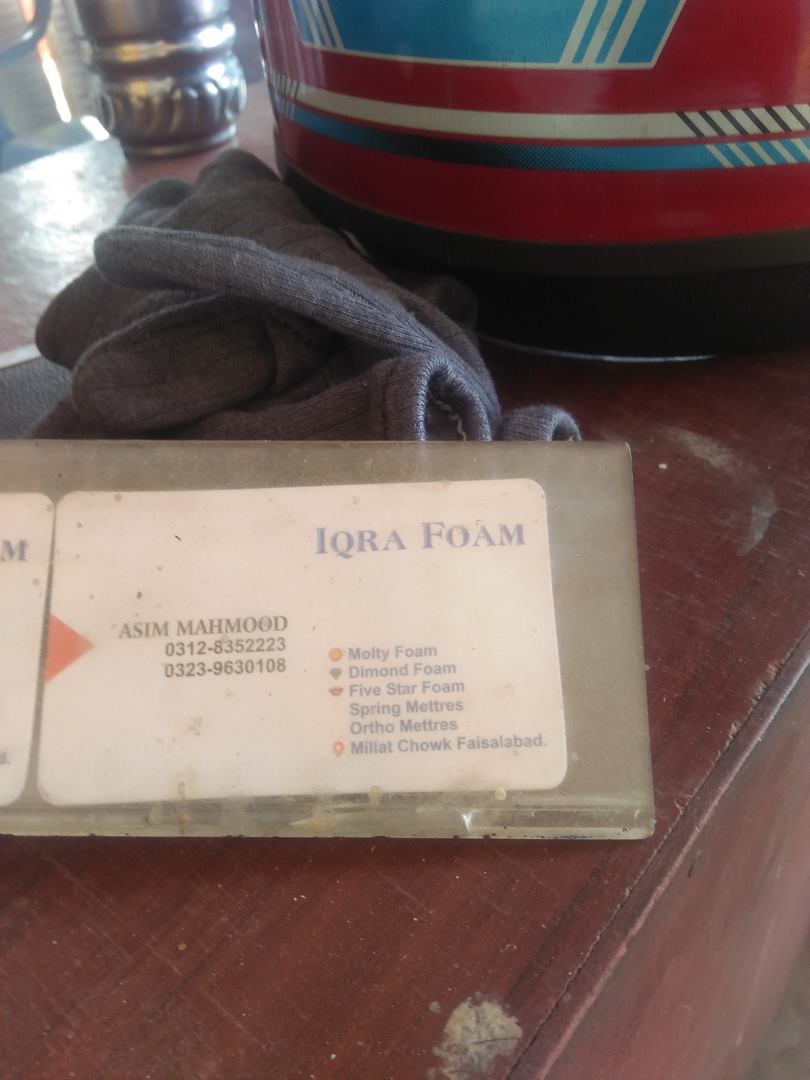 M
IQRA FOAM
ASIM MAHMOOD
0312-8352223
0323-9630108
Molty Foam
Dimond Foam
Five Star Foam
Spring Mettres
Ortho Mettres
Millat Chowk Faisalabad.
d.